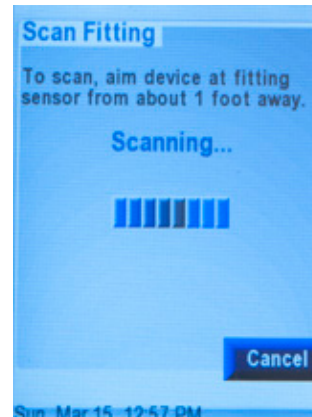 Scan Fitting
To scan, aim device at fitting
sensor from about 1 foot away.
Scanning...
Cancel
Sun, Mar 15, 12:57 PM